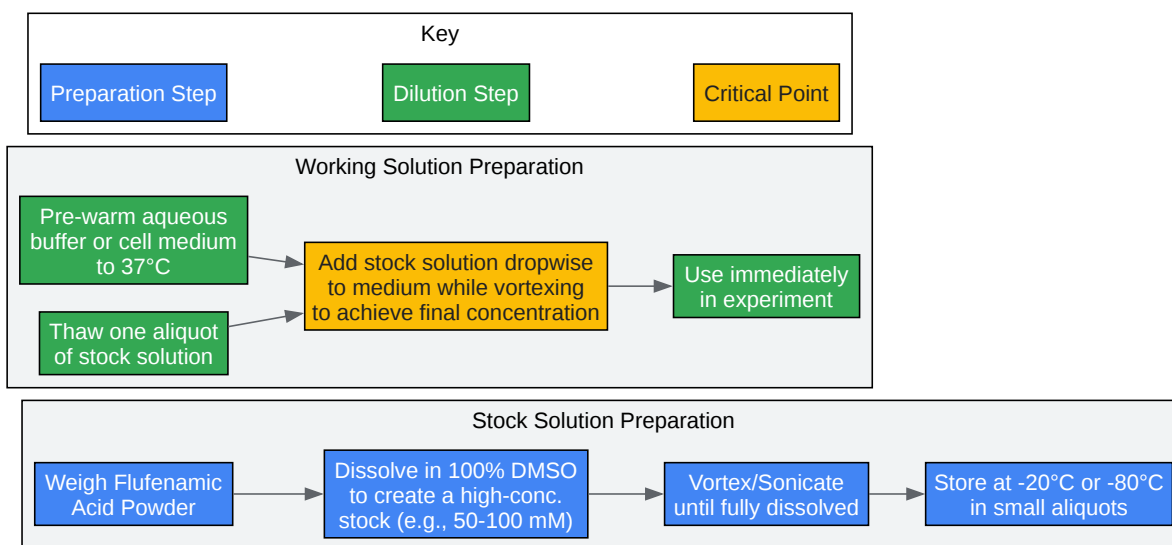 Key
Preparation Step
Dilution Step
Critical Point
Working Solution Preparation
Pre-warm aqueous
buffer or cell medium
to 37°C
Thaw one aliquot
of stock solution
Add stock solution dropwise
to medium while vortexing
to achieve final concentration
Use immediately
in experiment
Stock Solution Preparation
Weigh Flufenamic
Acid Powder
Dissolve in 100% DMSO
to create a high-conc.
stock (e.g., 50-100 mM)
Vortex/Sonicate
until fully dissolved
Store at -20°C or -80°C
in small aliquots